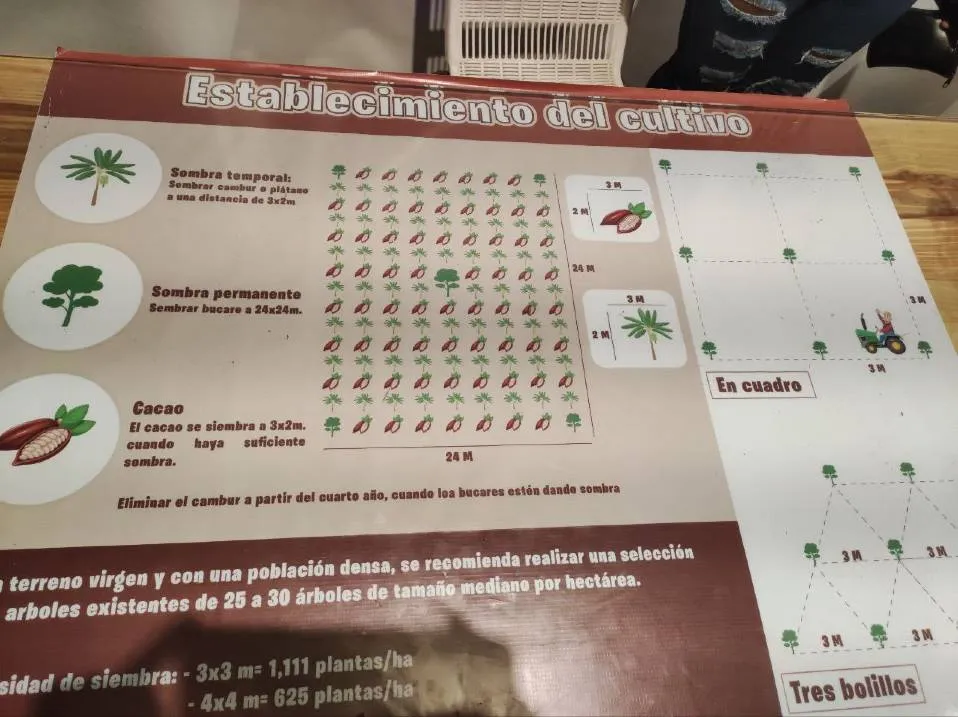 Establecimiento del cultivo
Sombra temporal:
Sembrar cambur o plátano
a una distancia de 3x2m
Sombra permanente
Sembrar bucare a 24x24m.
Cacao
El cacao se siembra a 3x2m.
cuando haya suficiente
sombra.
24 M
24 M
3 M
2 M
3 M
2 M
Eliminar el cambur a partir del cuarto año, cuando loa bucares estén dando sombra
3 M
3 M
En cuadro
3 M
3 M
3 M
3 M
Tres bolillos
terreno virgen y con una población densa, se recomienda realizar una selección
arboles existentes de 25 a 30 árboles de tamaño mediano por hectárea.
sidad de siembra: - 3x3 m= 1,111 plantas/ha
- 4x4 m= 625 plantas/ha